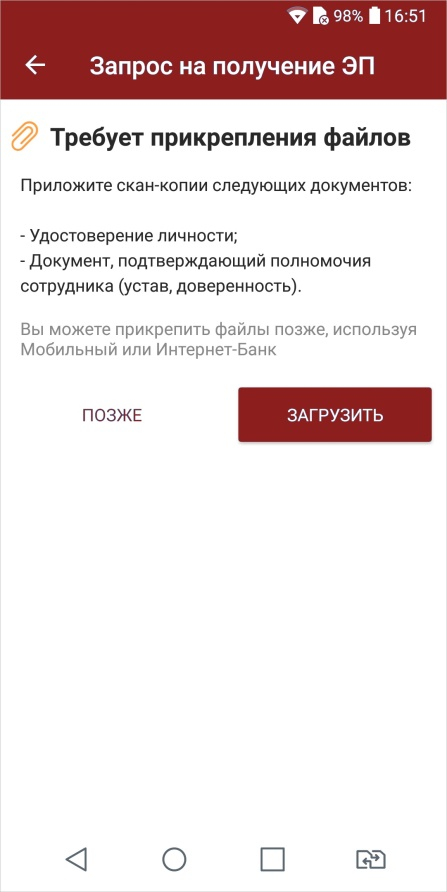 98% 16:51
Запрос на получение ЭП
Требует прикрепления файлов
Приложите скан-копии следующих документов:
- Удостоверение личности;
- Документ, подтверждающий полномочия
сотрудника (устав, доверенность).
Вы можете прикрепить файлы позже, используя
Мобильный или Интернет-Банк
ПОЗЖЕ ЗАГРУЗИТЬ